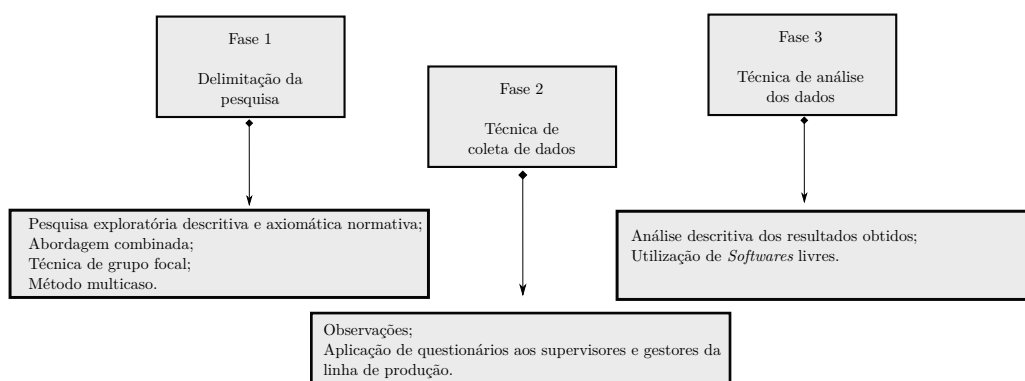 Fase 1
Delimitação da
pesquisa
Pesquisa exploratória descritiva e axiomática normativa;
Abordagem combinada;
Técnica de grupo focal;
Método multicaso.
Fase 2
Técnica de
coleta de dados
Observações;
Aplicação de questionários aos supervisores e gestores da
linha de produção.
Fase 3
Técnica de análise
dos dados
Análise descritiva dos resultados obtidos;
Utilização de Softwares livres.